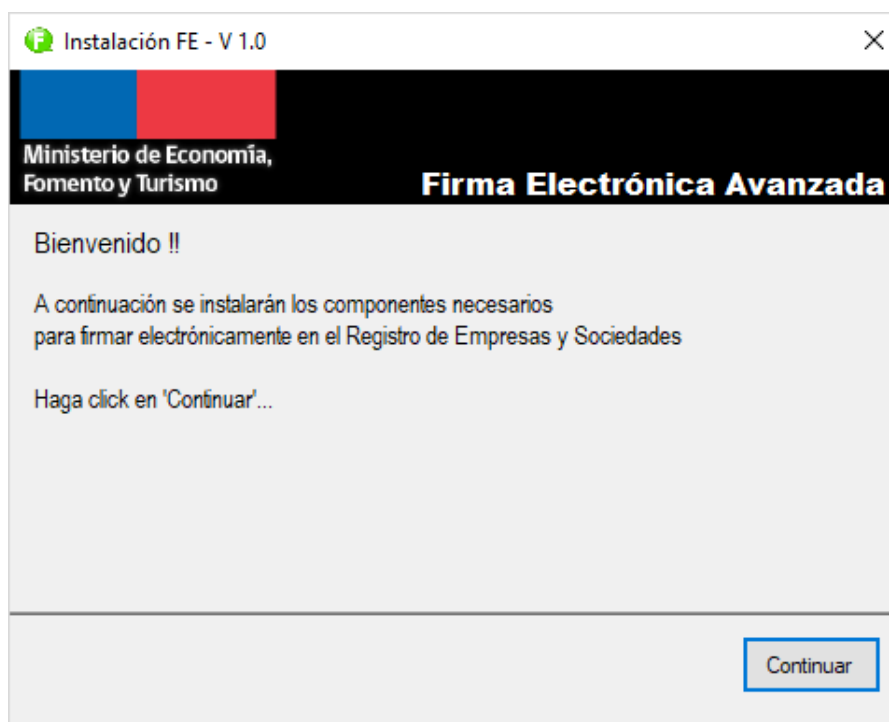 Instalación FE - V 1.0
Ministerio de Economía,
Fomento y Turismo
Firma Electrónica Avanzada
Bienvenido !!
A continuación se instalarán los componentes necesarios
para firmar electrónicamente en el Registro de Empresas y Sociedades
Haga click en 'Continuar'...
Continuar